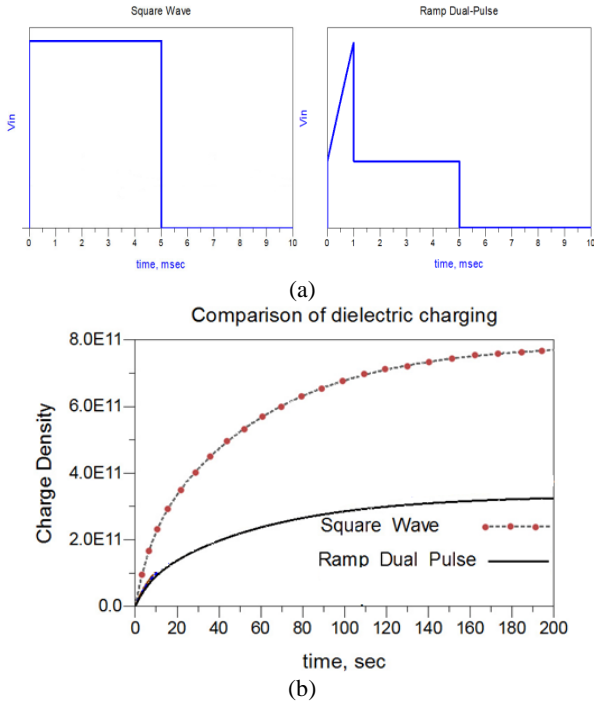 Square Wave
Ramp Dual-Pulse
Vin
Vin
0 1 2 3 4 5 6 7 8 9 10
0 1 2 3 4 5 6 7 8 9 10
time, msec
time, msec
(a)
Comparison of dielectric charging
8.0E11
6.0E11
4.0E11
2.0E11
0.0
Charge Density
Square Wave
Ramp Dual Pulse
0 20 40 60 80 100 120 140 160 180 200
time, sec
(b)